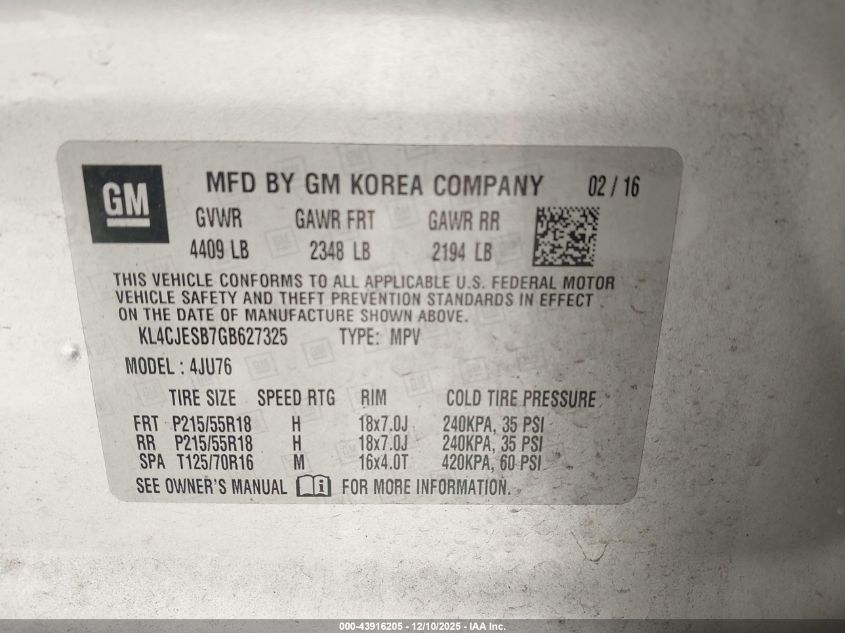 GM
MFD BY GM KOREA COMPANY 02 / 16
GVWR GAWR FRT GAWR RR
4409 LB 2348 LB 2194 LB
THIS VEHICLE CONFORMS TO ALL APPLICABLE U.S. FEDERAL MOTOR
VEHICLE SAFETY AND THEFT PREVENTION STANDARDS IN EFFECT
ON THE DATE OF MANUFACTURE SHOWN ABOVE.
KL4CJESB7GB627325 TYPE: MPV
MODEL : 4JU76
TIRE SIZE SPEED RTG RIM COLD TIRE PRESSURE
FRT P215/55R18 H 18x7.0J 240KPA, 35 PSI
RR P215/55R18 H 18x7.0J 240KPA, 35 PSI
SPA T125/70R16 M 16x4.0T 420KPA, 60 PSI
SEE OWNER'S MANUAL i FOR MORE INFORMATION.
000-43916205 - 12/10/2025 - IAA Inc.